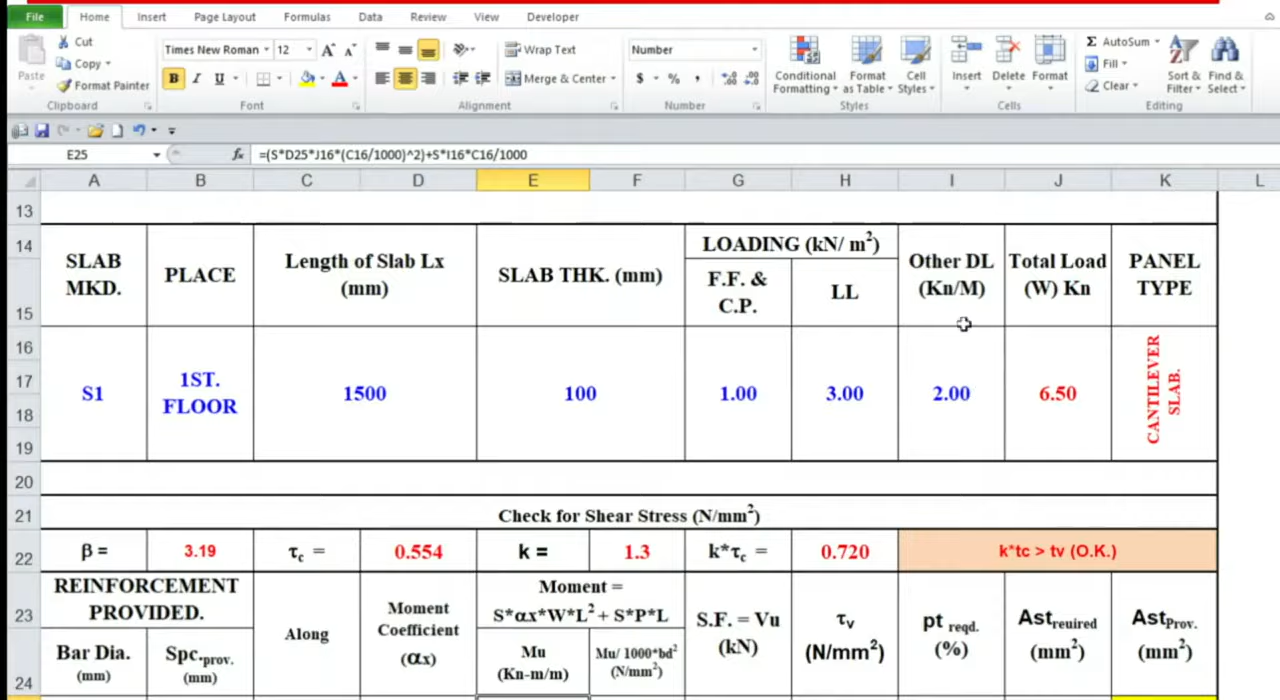 File Home Insert Page Layout Formulas Data Review View Developer
Cut
Copy
Format Painter
Paste
Times New Roman 12 A A
B I U A
Wrap Text
Merge & Center
Number
$ % ,
Conditional Formatting
Format as Table
Cell Styles
Insert Delete Format
Σ AutoSum
Fill
Clear
Sort & Filter
Find & Select
Clipboard Font Alignment Number Styles Cells Editing
E25 fx =(S*D25*J16*(C16/1000)^2)+S*I16*C16/1000
A B C D E F G H I J K L
13
14
15
SLAB MKD.
PLACE
Length of Slab Lx
(mm)
SLAB THK. (mm)
LOADING (kN/ m²)
F.F. &
C.P.
LL
Other DL
(Kn/M)
Total Load
(W) Kn
PANEL
TYPE
16
17
18
19
S1
1ST.
FLOOR
1500
100
1.00
3.00
2.00
6.50
CANTILEVER
SLAB.
20
21
Check for Shear Stress (N/mm²)
22
β = 3.19 τc = 0.554 k = 1.3 k*τc = 0.720 k*tc > tv (O.K.)
23
24
REINFORCEMENT
PROVIDED.
Bar Dia.
(mm)
Spc.prov.
(mm)
Along
Moment
Coefficient
(αx)
Moment =
S*αx*W*L² + S*P*L
Mu
(Kn-m/m)
Mu/ 1000*bd²
(N/mm²)
S.F. = Vu
(kN)
τv
(N/mm²)
pt reqd.
(%)
Astreuired
(mm²)
AstProv.
(mm²)